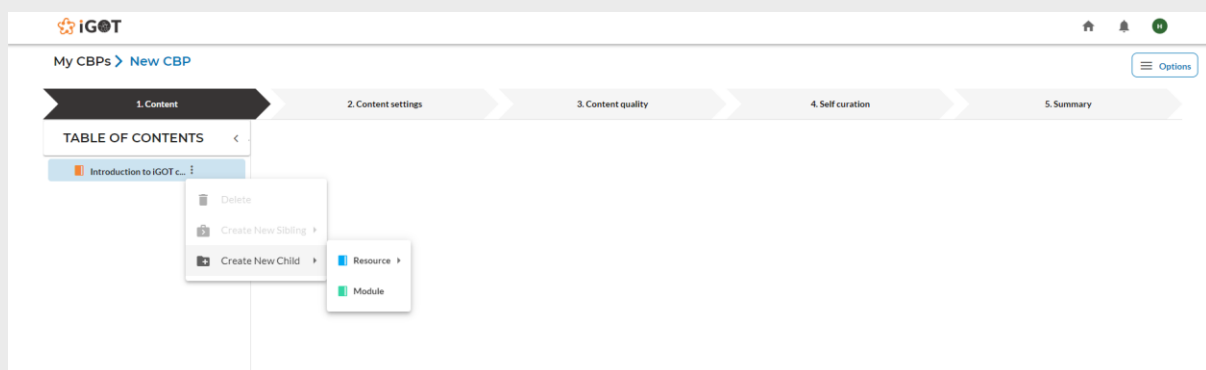 iGOT
H
My CBPs > New CBP
Options
1. Content
2. Content settings
3. Content quality
4. Self curation
5. Summary
TABLE OF CONTENTS
Introduction to iGOT c...
Delete
Create New Sibling
Create New Child
Resource
Module